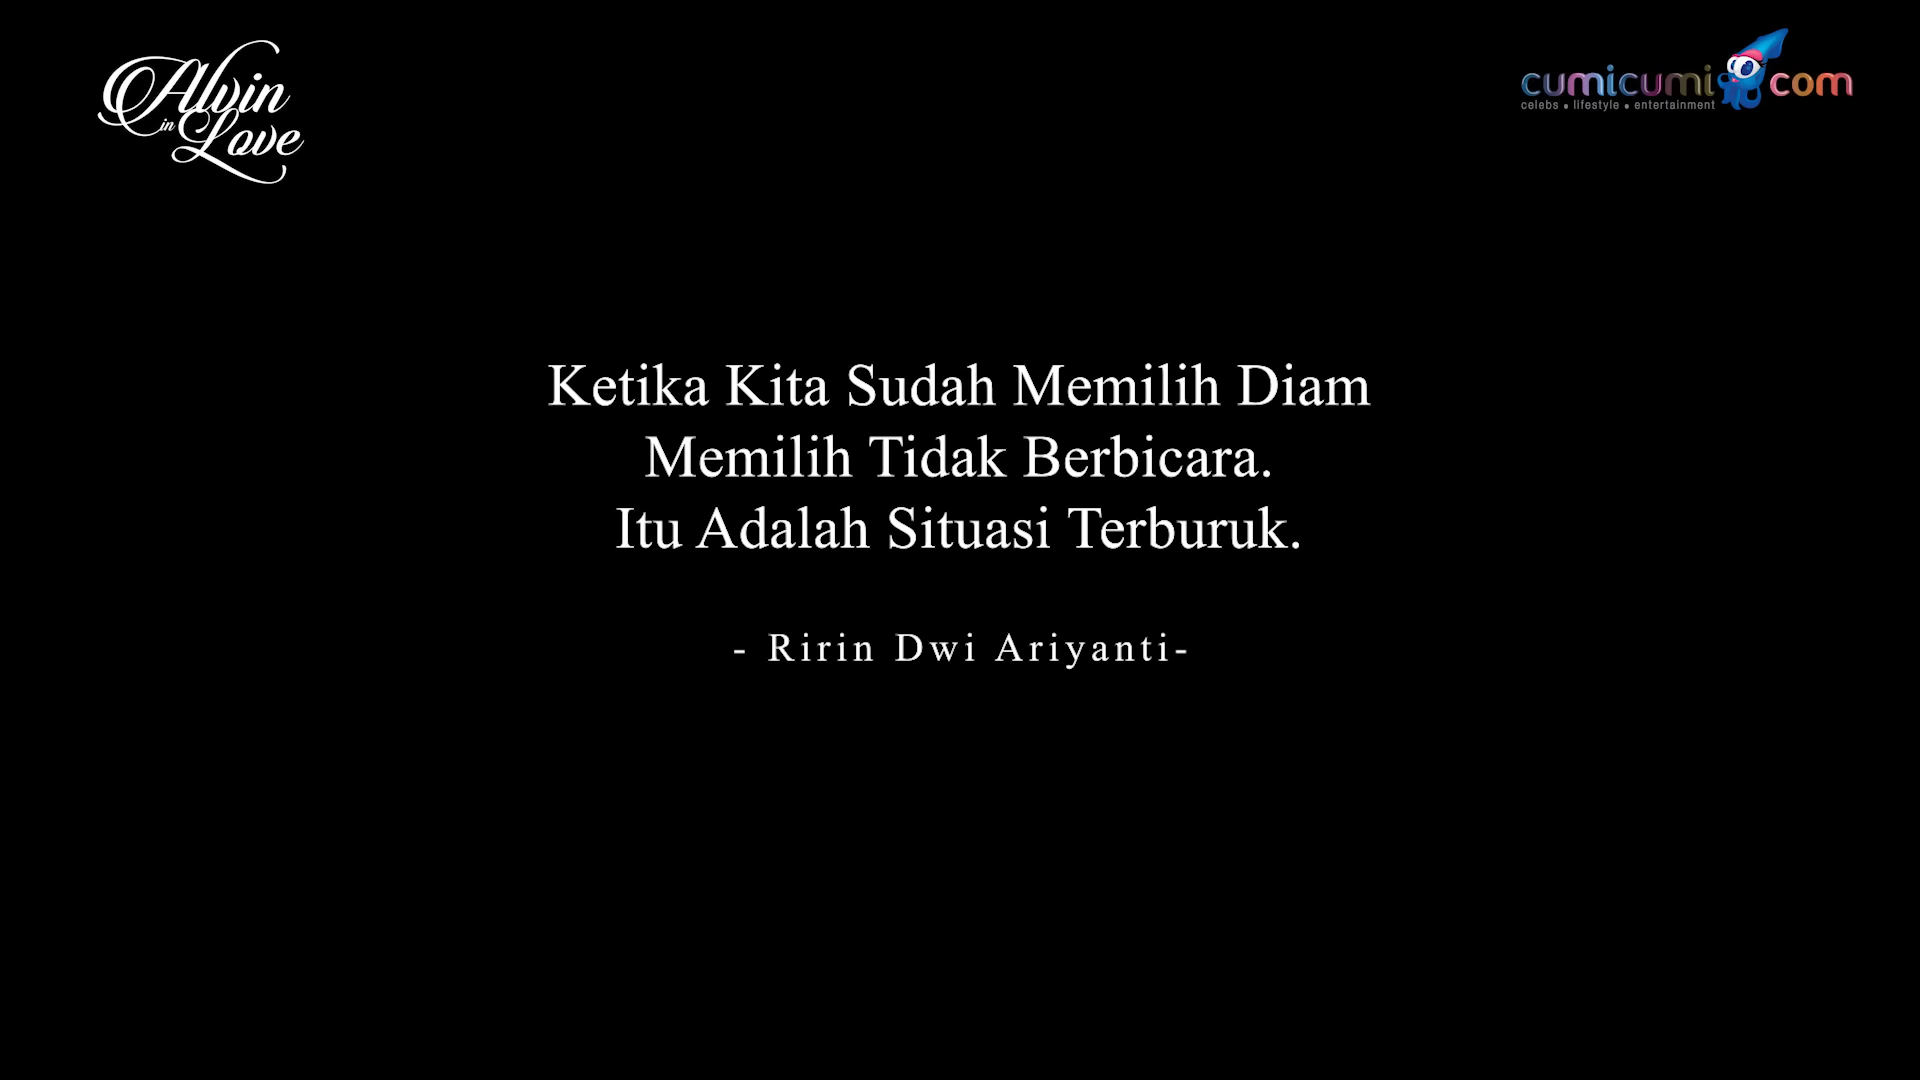 Alvin
in Love
cumicumi com
celebs • lifestyle • entertainment
Ketika Kita Sudah Memilih Diam
Memilih Tidak Berbicara.
Itu Adalah Situasi Terburuk.
- Ririn Dwi Ariyanti-